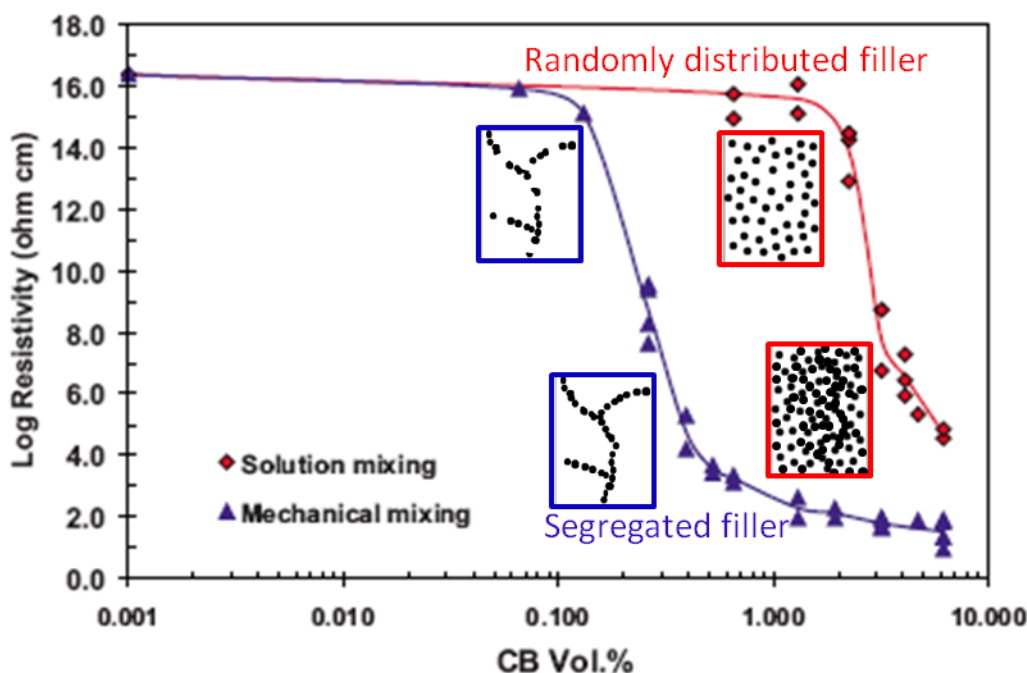 18.0
16.0
14.0
12.0
10.0
8.0
6.0
4.0
2.0
0.0
Log Resistivity (ohm cm)
Randomly distributed filler
Solution mixing
Mechanical mixing
Segregated filler
0.001
0.010
0.100
1.000
10.000
CB Vol.%